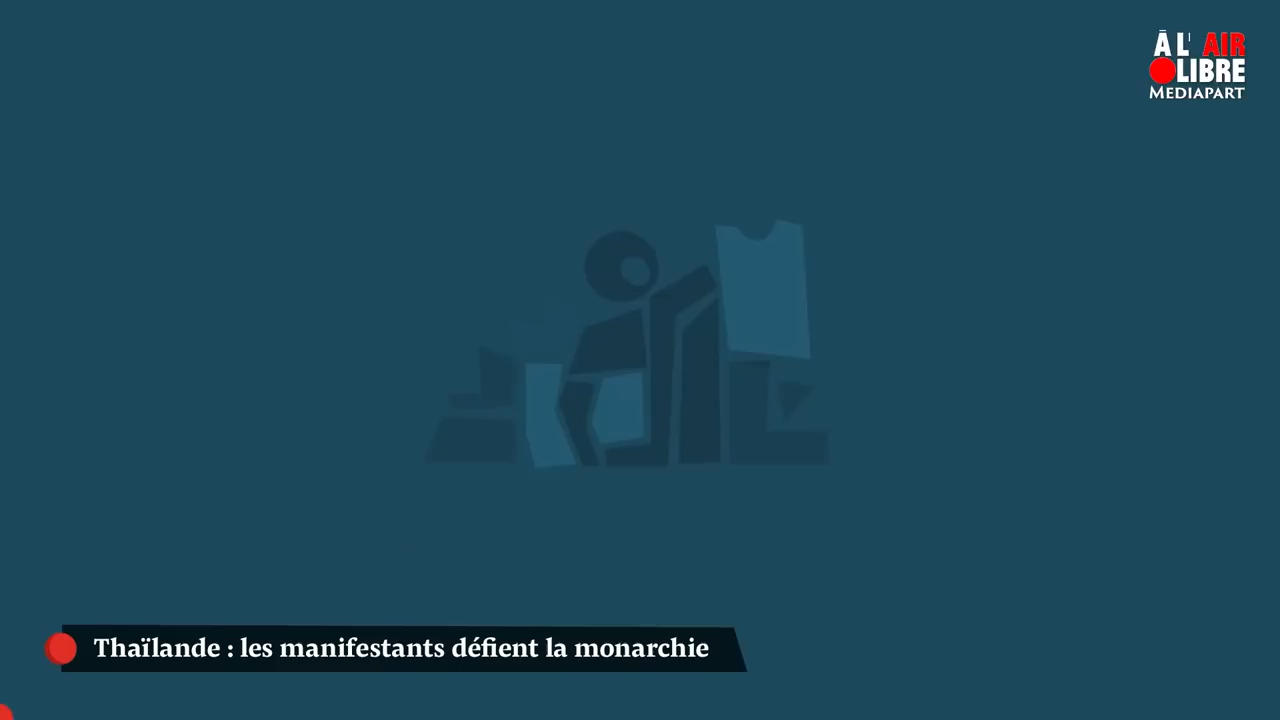 À L' AIR
LIBRE
MEDIAPART
Thaïlande : les manifestants défient la monarchie